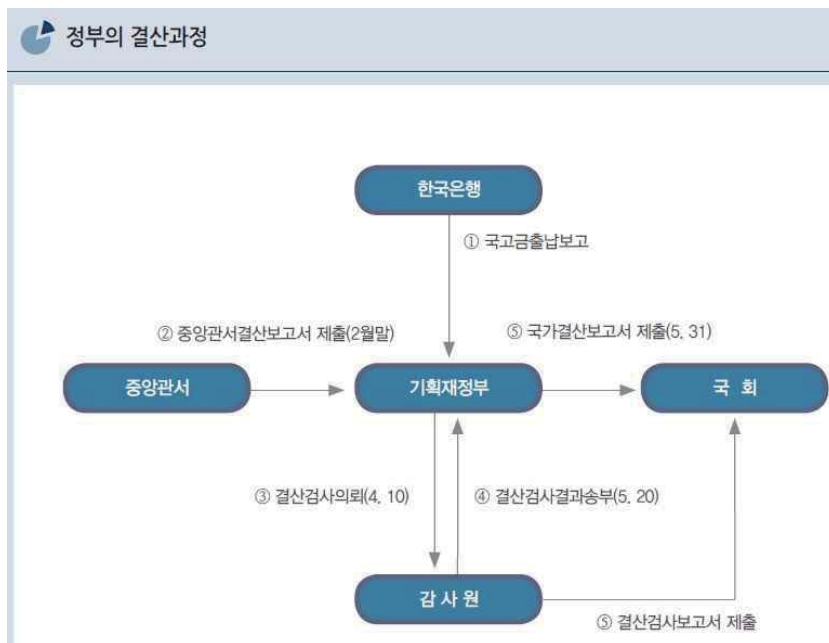 정부의 결산과정
한국은행
① 국고금출납보고
② 중앙관서결산보고서 제출(2월말)
⑤ 국가결산보고서 제출(5, 31)
중앙관서
기획재정부
국 회
③ 결산검사의뢰(4, 10)
④ 결산검사결과송부(5, 20)
감 사 원
⑤ 결산검사보고서 제출